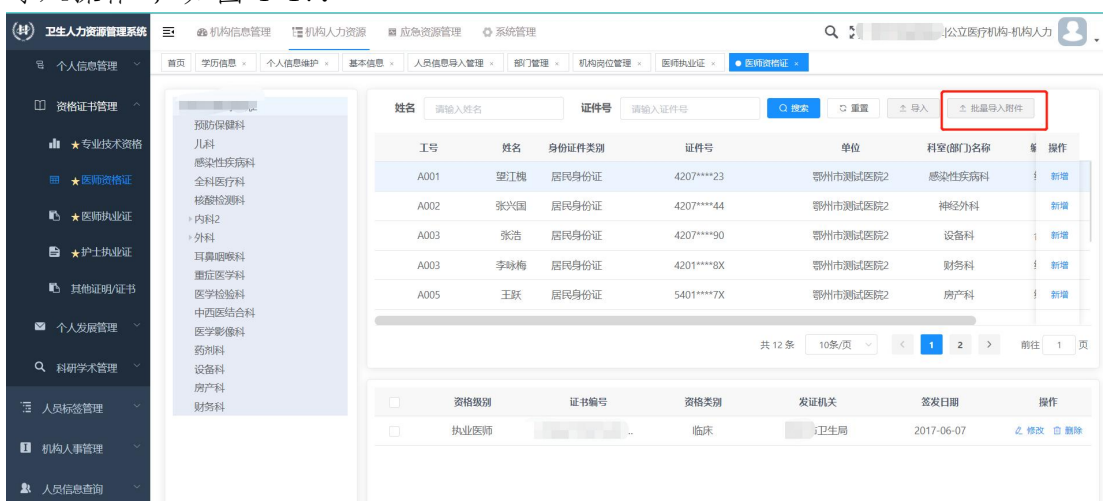 卫生人力资源管理系统
机构信息管理 机构人力资源 应急资源管理 系统管理
公立医疗机构-机构人力
首页 学历信息 × 个人信息维护 × 基本信息 × 人员信息导入管理 × 部门管理 × 机构岗位管理 × 医师执业证 × 医师资格证 ×
个人信息管理
资格证书管理
★专业技术资格
★医师资格证
★医师执业证
★护士执业证
其他证明/证书
个人发展管理
科研学术管理
人员标签管理
机构人事管理
人员信息查询
预防保健科
儿科
感染性疾病科
全科医疗科
核酸检测科
内科2
外科
耳鼻咽喉科
重症医学科
医学检验科
中西医结合科
医学影像科
药剂科
设备科
房产科
财务科
姓名 请输入姓名 证件号 请输入证件号 搜索 重置 导入 批量导入附件
工号 姓名 身份证件类别 证件号 单位 科室(部门)名称 操作
A001 望江槐 居民身份证 4207****23 鄂州市测试医院2 感染性疾病科 新增
A002 张兴国 居民身份证 4207****44 鄂州市测试医院2 神经外科 新增
A003 张浩 居民身份证 4207****90 鄂州市测试医院2 设备科 新增
A003 李咏梅 居民身份证 4201****8X 鄂州市测试医院2 财务科 新增
A005 王跃 居民身份证 5401****7X 鄂州市测试医院2 房产科 新增
共 12 条 10条/页 < 1 2 > 前往 1 页
资格级别 证书编号 资格类别 发证机关 签发日期 操作
执业医师 .. 临床 卫生局 2017-06-07 修改 删除